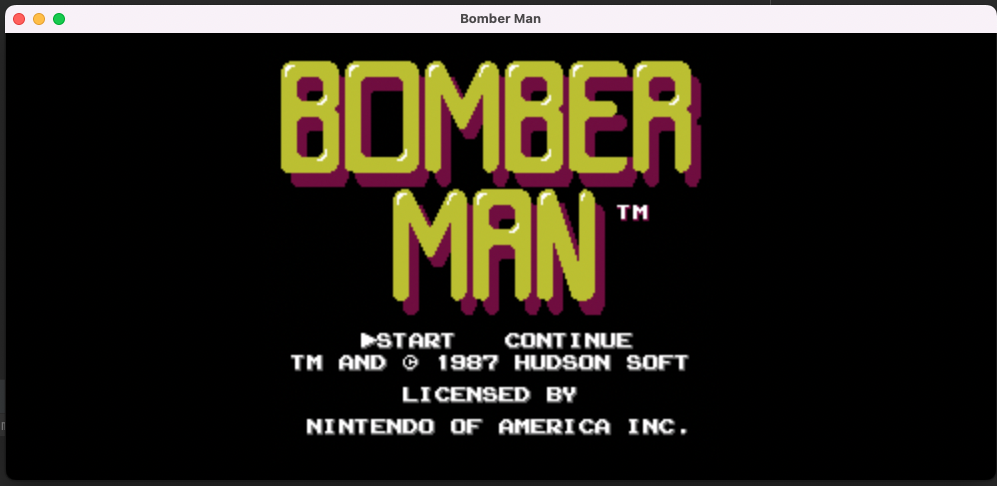 Bomber Man
BOMBER
MAN ™
▶START CONTINUE
TM AND © 1987 HUDSON SOFT
LICENSED BY
NINTENDO OF AMERICA INC.